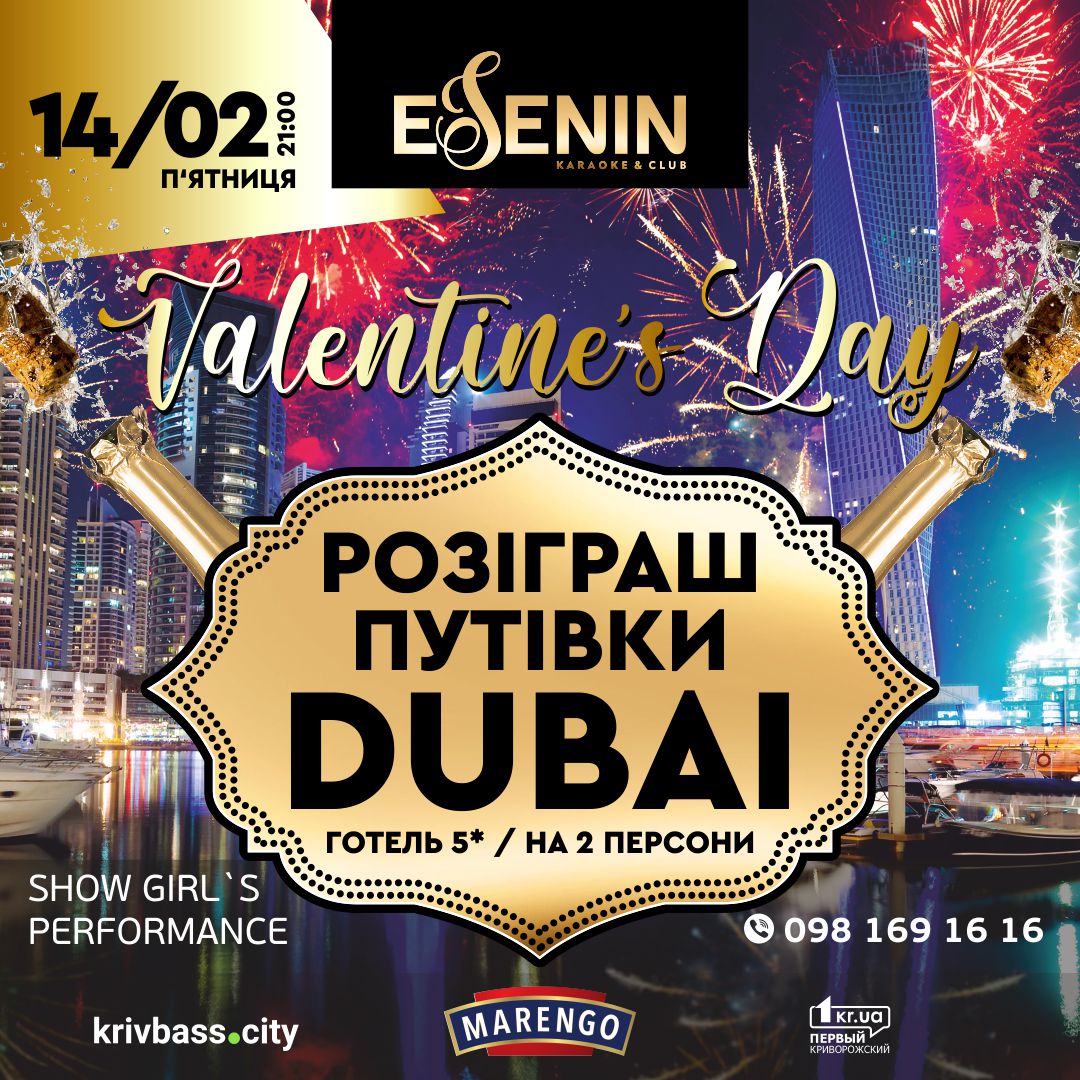 14/02 21:00
П'ЯТНИЦЯ
ESENIN
KARAOKE & CLUB
Valentine's Day
РОЗІГРАШ
ПУТІВКИ
DUBAI
ГОТЕЛЬ 5* / НА 2 ПЕРСОНИ
SHOW GIRL`S
PERFORMANCE
098 169 16 16
krivbass.city
MARENGO
1kr.ua
ПЕРВЫЙ
КРИВОРОЖСКИЙ